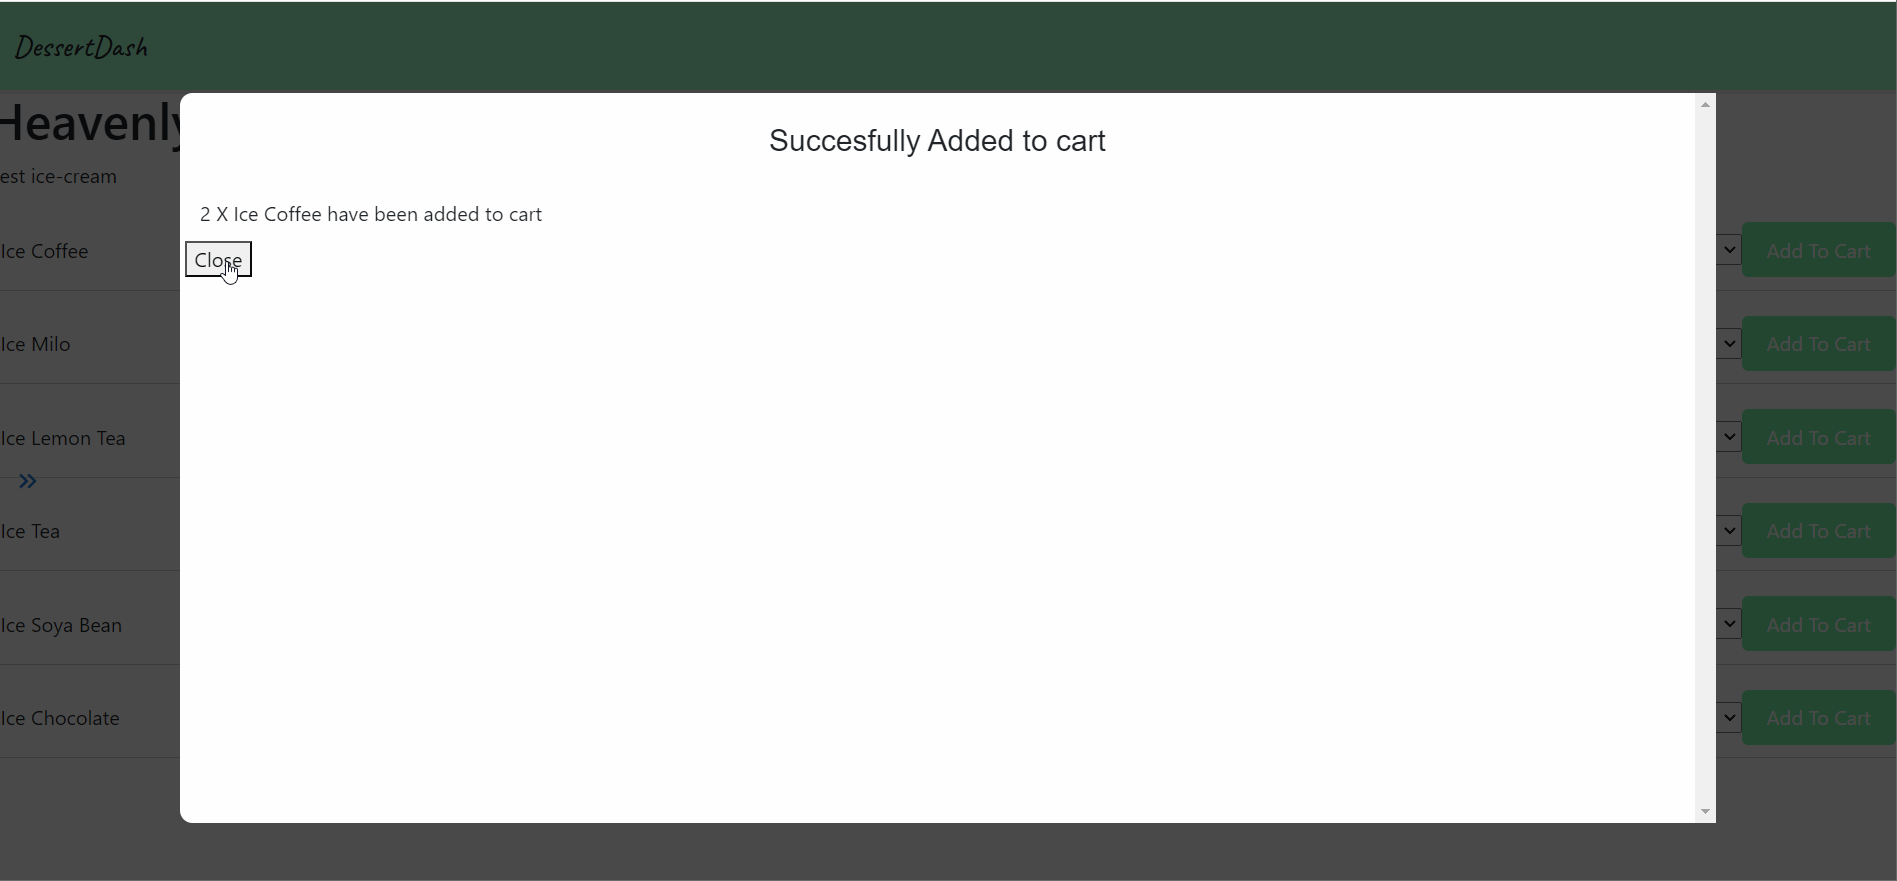 DessertDash
Heavenly
est ice-cream
Succesfully Added to cart
2 X Ice Coffee have been added to cart
Close
Ice Coffee
Add To Cart
Ice Milo
Add To Cart
Ice Lemon Tea
Add To Cart
Ice Tea
Add To Cart
Ice Soya Bean
Add To Cart
Ice Chocolate
Add To Cart